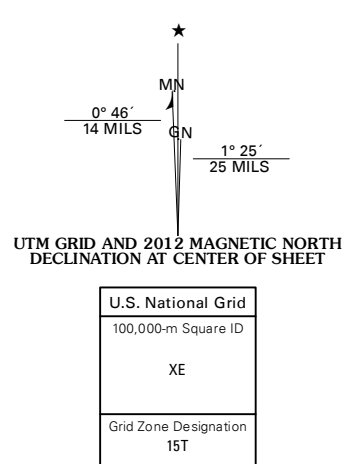 ★
MN
0° 46´
14 MILS
GN
1° 25´
25 MILS
UTM GRID AND 2012 MAGNETIC NORTH
DECLINATION AT CENTER OF SHEET
U.S. National Grid
100,000-m Square ID
XE
Grid Zone Designation
15T